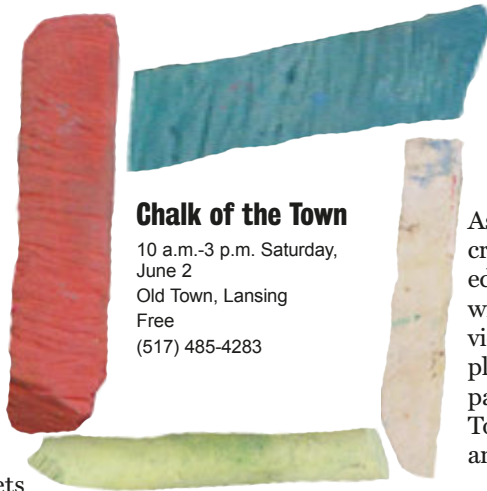 Chalk of the Town
10 a.m.-3 p.m. Saturday,
June 2
Old Town, Lansing
Free
(517) 485-4283